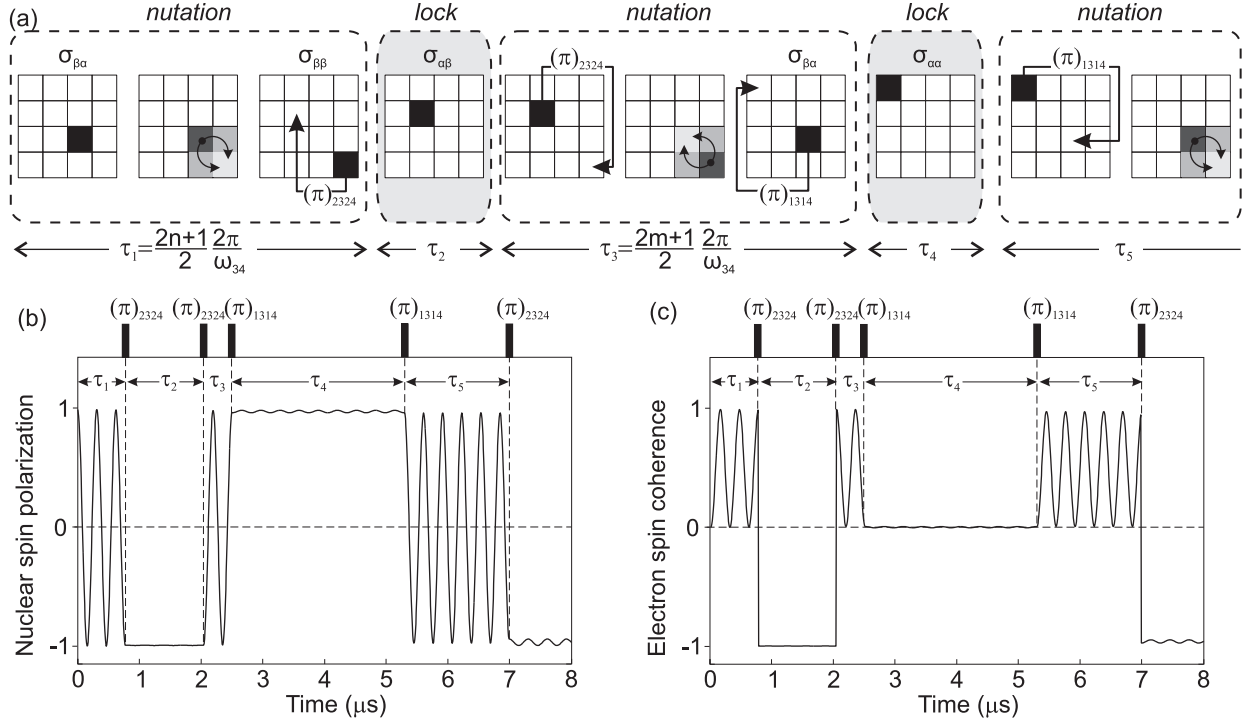 (a) nutation lock nutation lock nutation
σβα σββ σαβ (π)2324 σβα σαα (π)1314
(π)2324 (π)1314
τ1=2n+1/2 2π/ω34 τ2 τ3=2m+1/2 2π/ω34 τ4 τ5
(b) (π)2324 (π)2324 (π)1314 (π)1314 (π)2324
τ1 τ2 τ3 τ4 τ5
1
0
-1
Nuclear spin polarization
0 1 2 3 4 5 6 7 8
Time (μs)
(c) (π)2324 (π)2324 (π)1314 (π)1314 (π)2324
τ1 τ2 τ3 τ4 τ5
1
0
-1
Electron spin coherence
0 1 2 3 4 5 6 7 8
Time (μs)